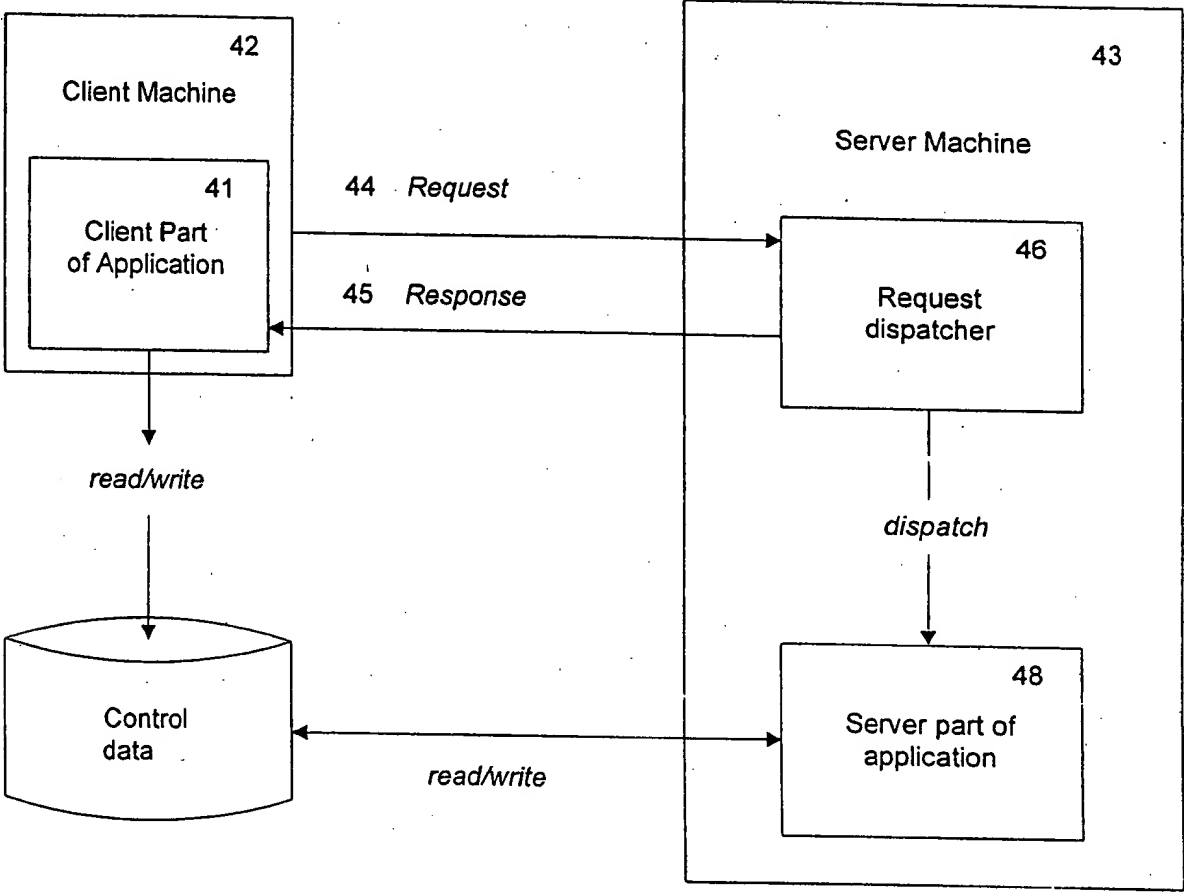 42
Client Machine
41
Client Part
of Application
44 Request
45 Response
43
Server Machine
46
Request
dispatcher
read/write
dispatch
Control
data
read/write
48
Server part of
application